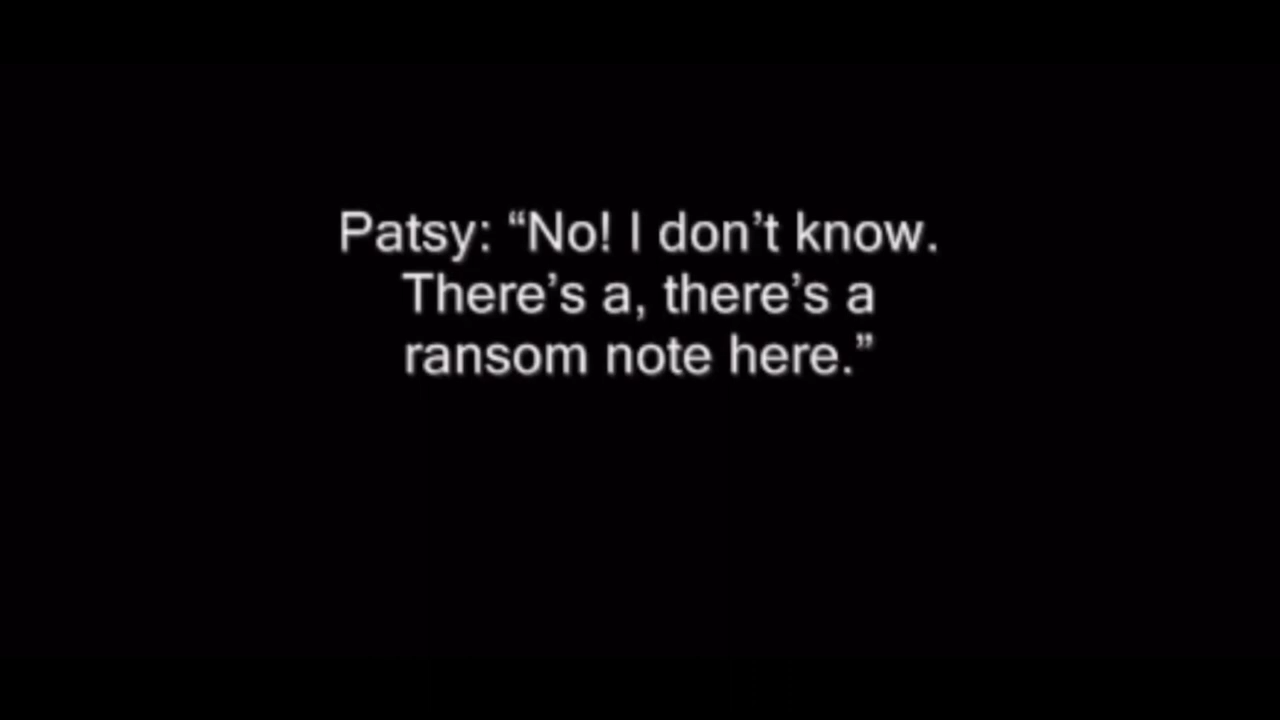 Patsy: “No! I don’t know.
There’s a, there’s a
ransom note here.”